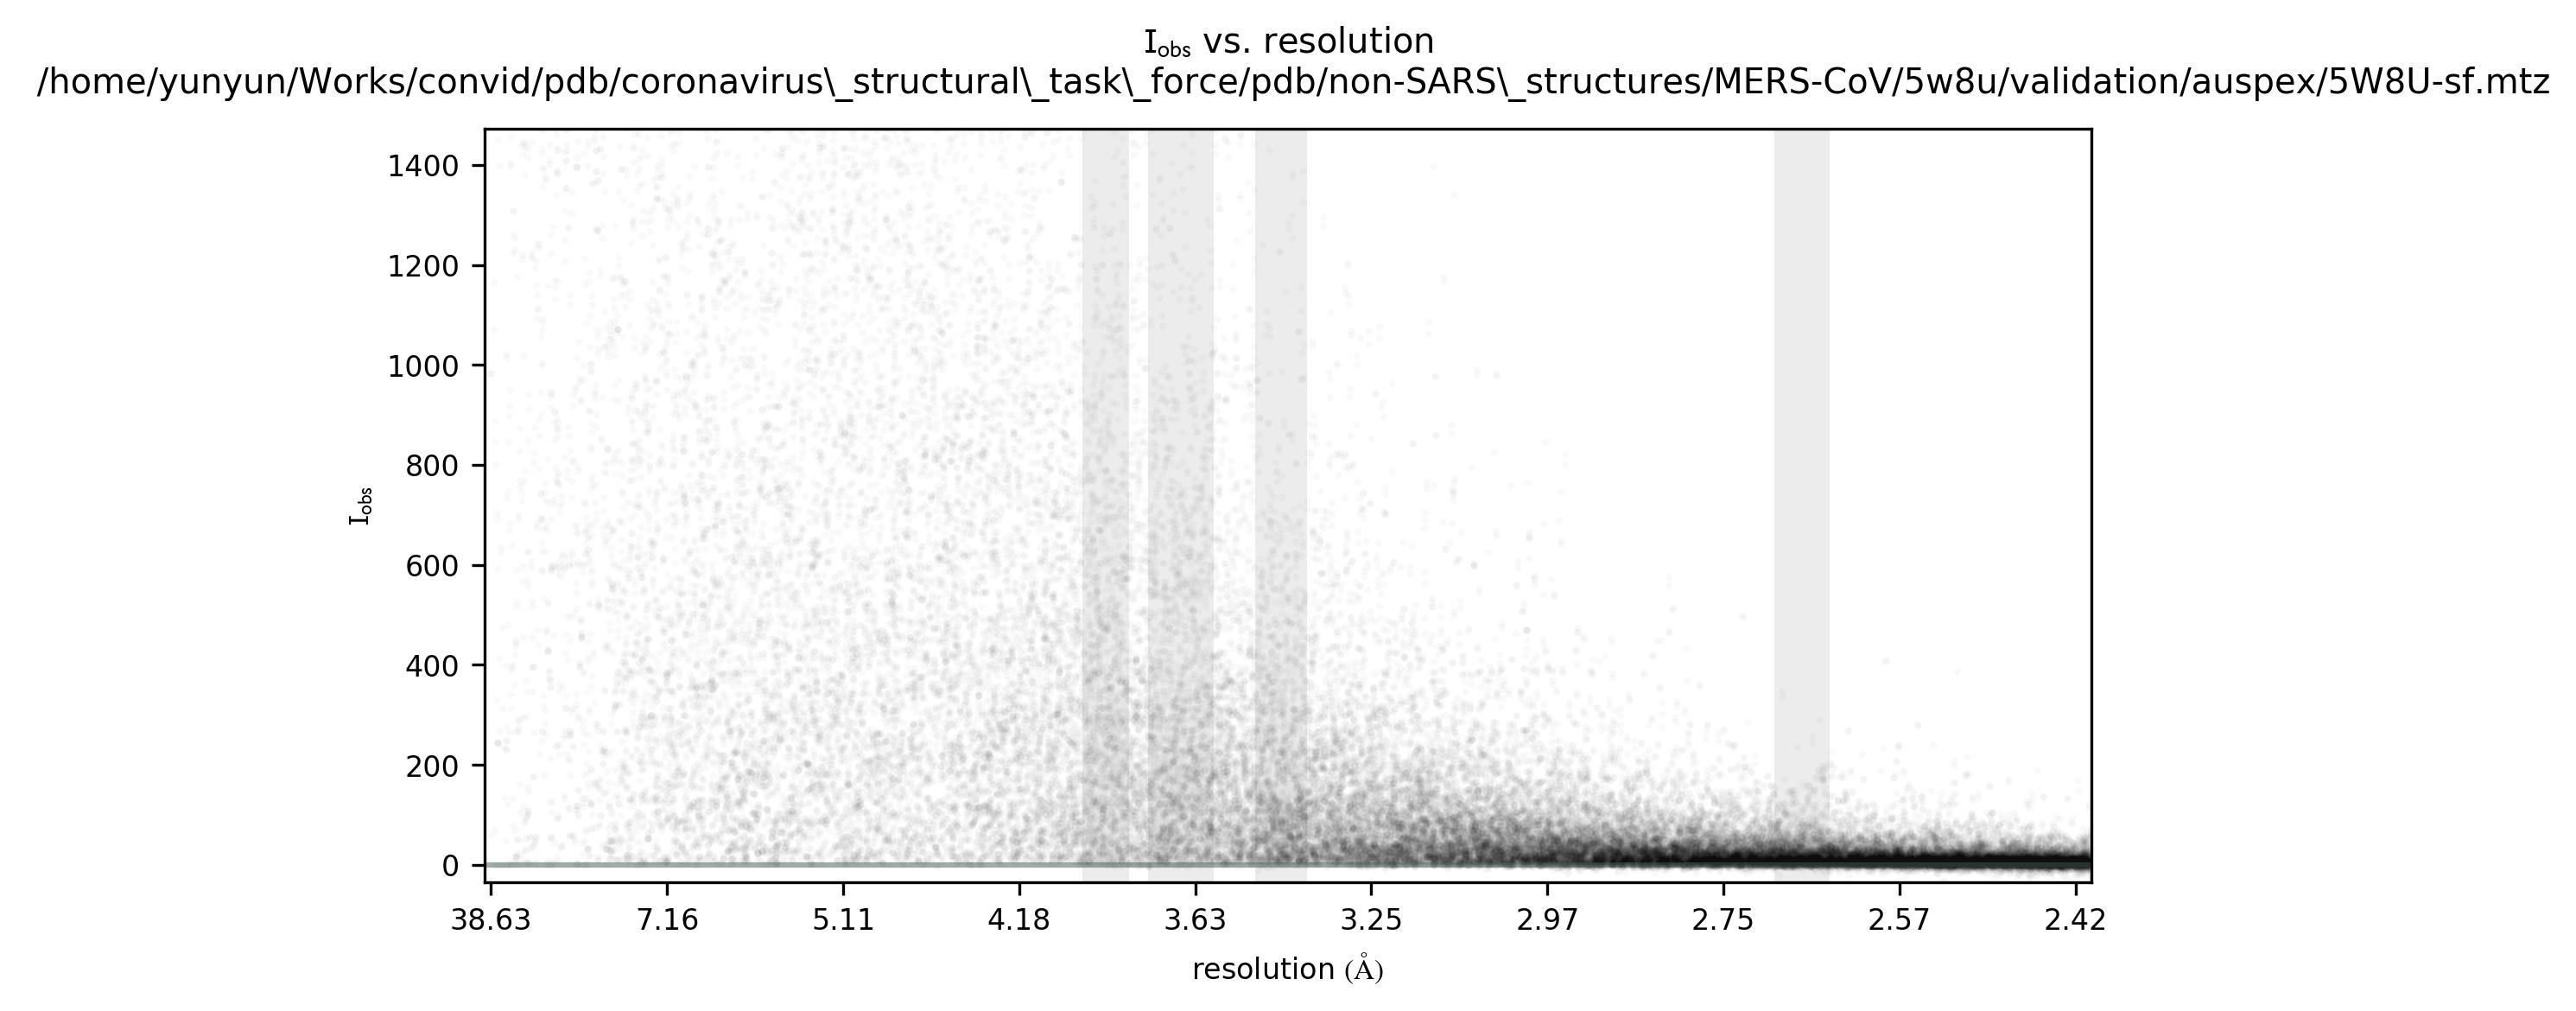 I_obs vs. resolution
/home/yunyun/Works/convid/pdb/coronavirus\_structural\_task\_force/pdb/non-SARS\_structures/MERS-CoV/5w8u/validation/auspex/5W8U-sf.mtz
I_obs
1400
1200
1000
800
600
400
200
0
38.63 7.16 5.11 4.18 3.63 3.25 2.97 2.75 2.57 2.42
resolution (Å)